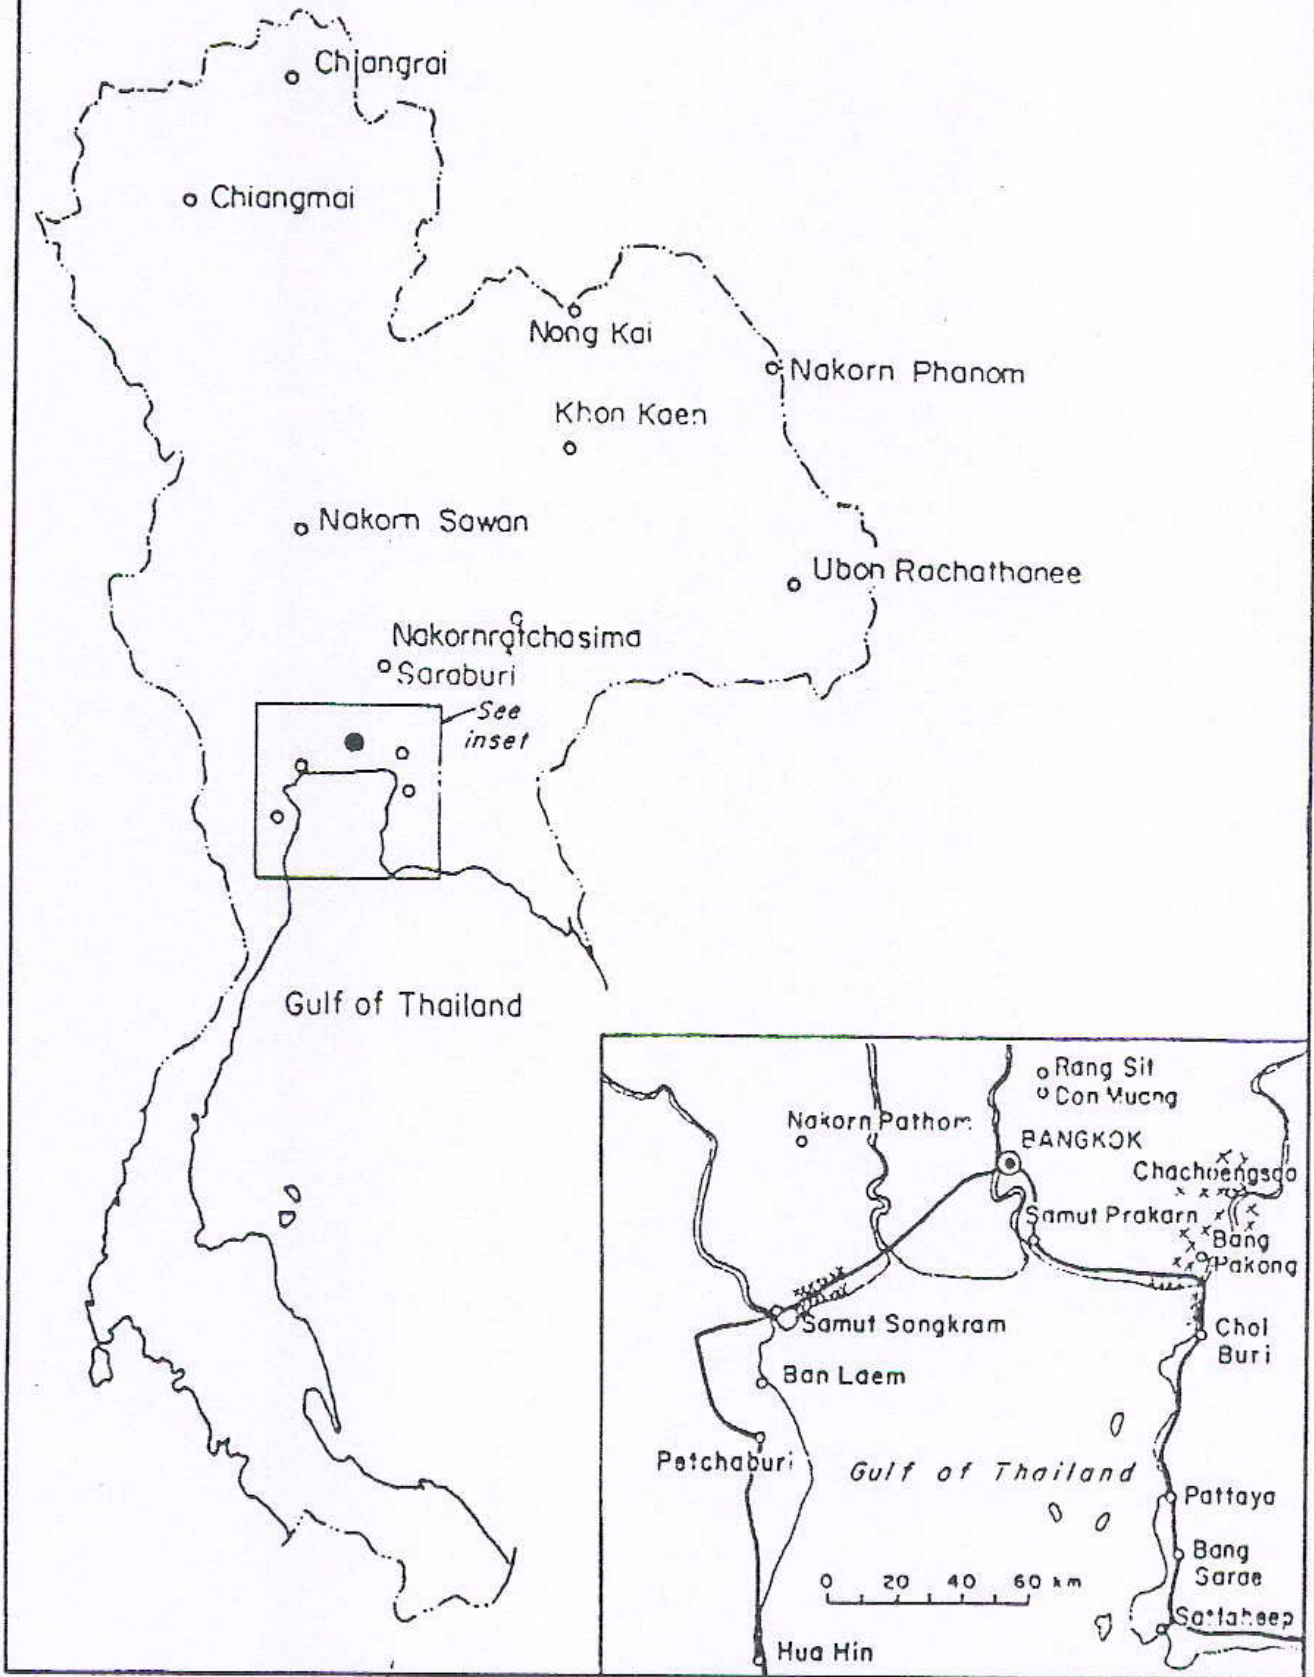 Chiangrai
Chiangmai
Nong Kai
Nakorn Phanom
Khon Kaen
Nakorn Sawan
Ubon Rachathanee
Nakornratchasima
Saraburi
See
inset
Gulf of Thailand
Rang Sit
Don Muang
Nakorn Pathom
BANGKOK
Chachoengsao
Samut Prakarn
Bang
Pakong
Samut Songkram
Chol
Buri
Ban Laem
Petchaburi
Gulf of Thailand
Pattaya
Bang
Sarae
0 20 40 60 km
Sattaheep
Hua Hin